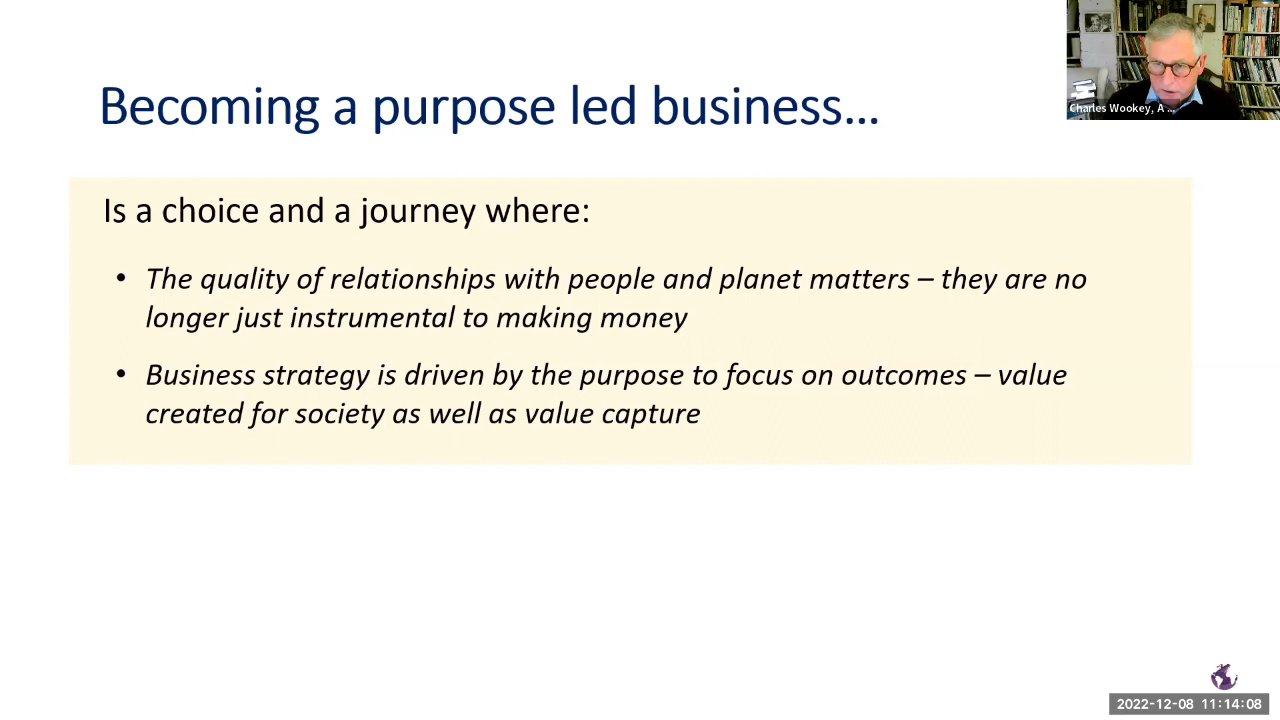 Becoming a purpose led business...
Charles Wookey, A
Is a choice and a journey where:
• The quality of relationships with people and planet matters – they are no
longer just instrumental to making money
• Business strategy is driven by the purpose to focus on outcomes – value
created for society as well as value capture
2022-12-08 11:14:08